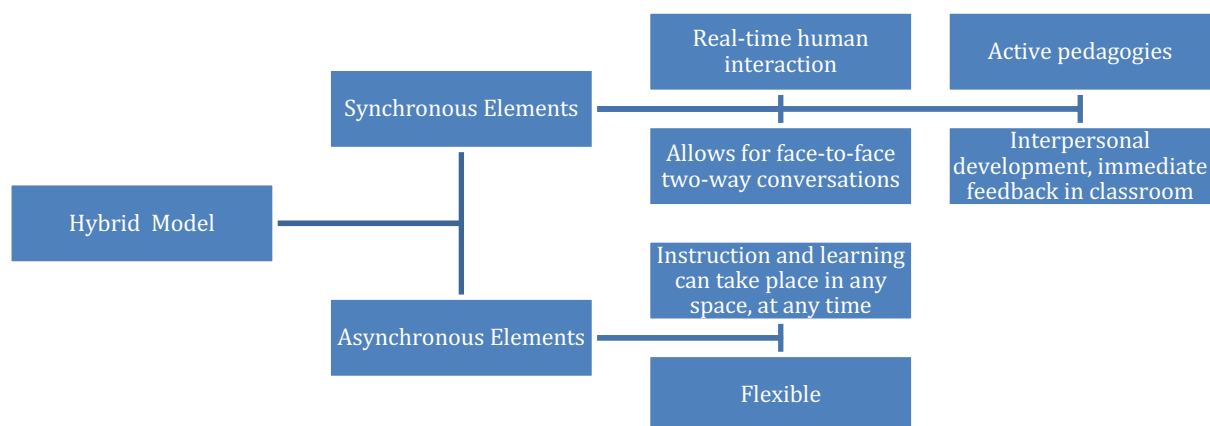 Real-time human
interaction
Active pedagogies
Synchronous Elements
Allows for face-to-face
two-way conversations
Interpersonal
development, immediate
feedback in classroom
Hybrid Model
Instruction and learning
can take place in any
space, at any time
Asynchronous Elements
Flexible